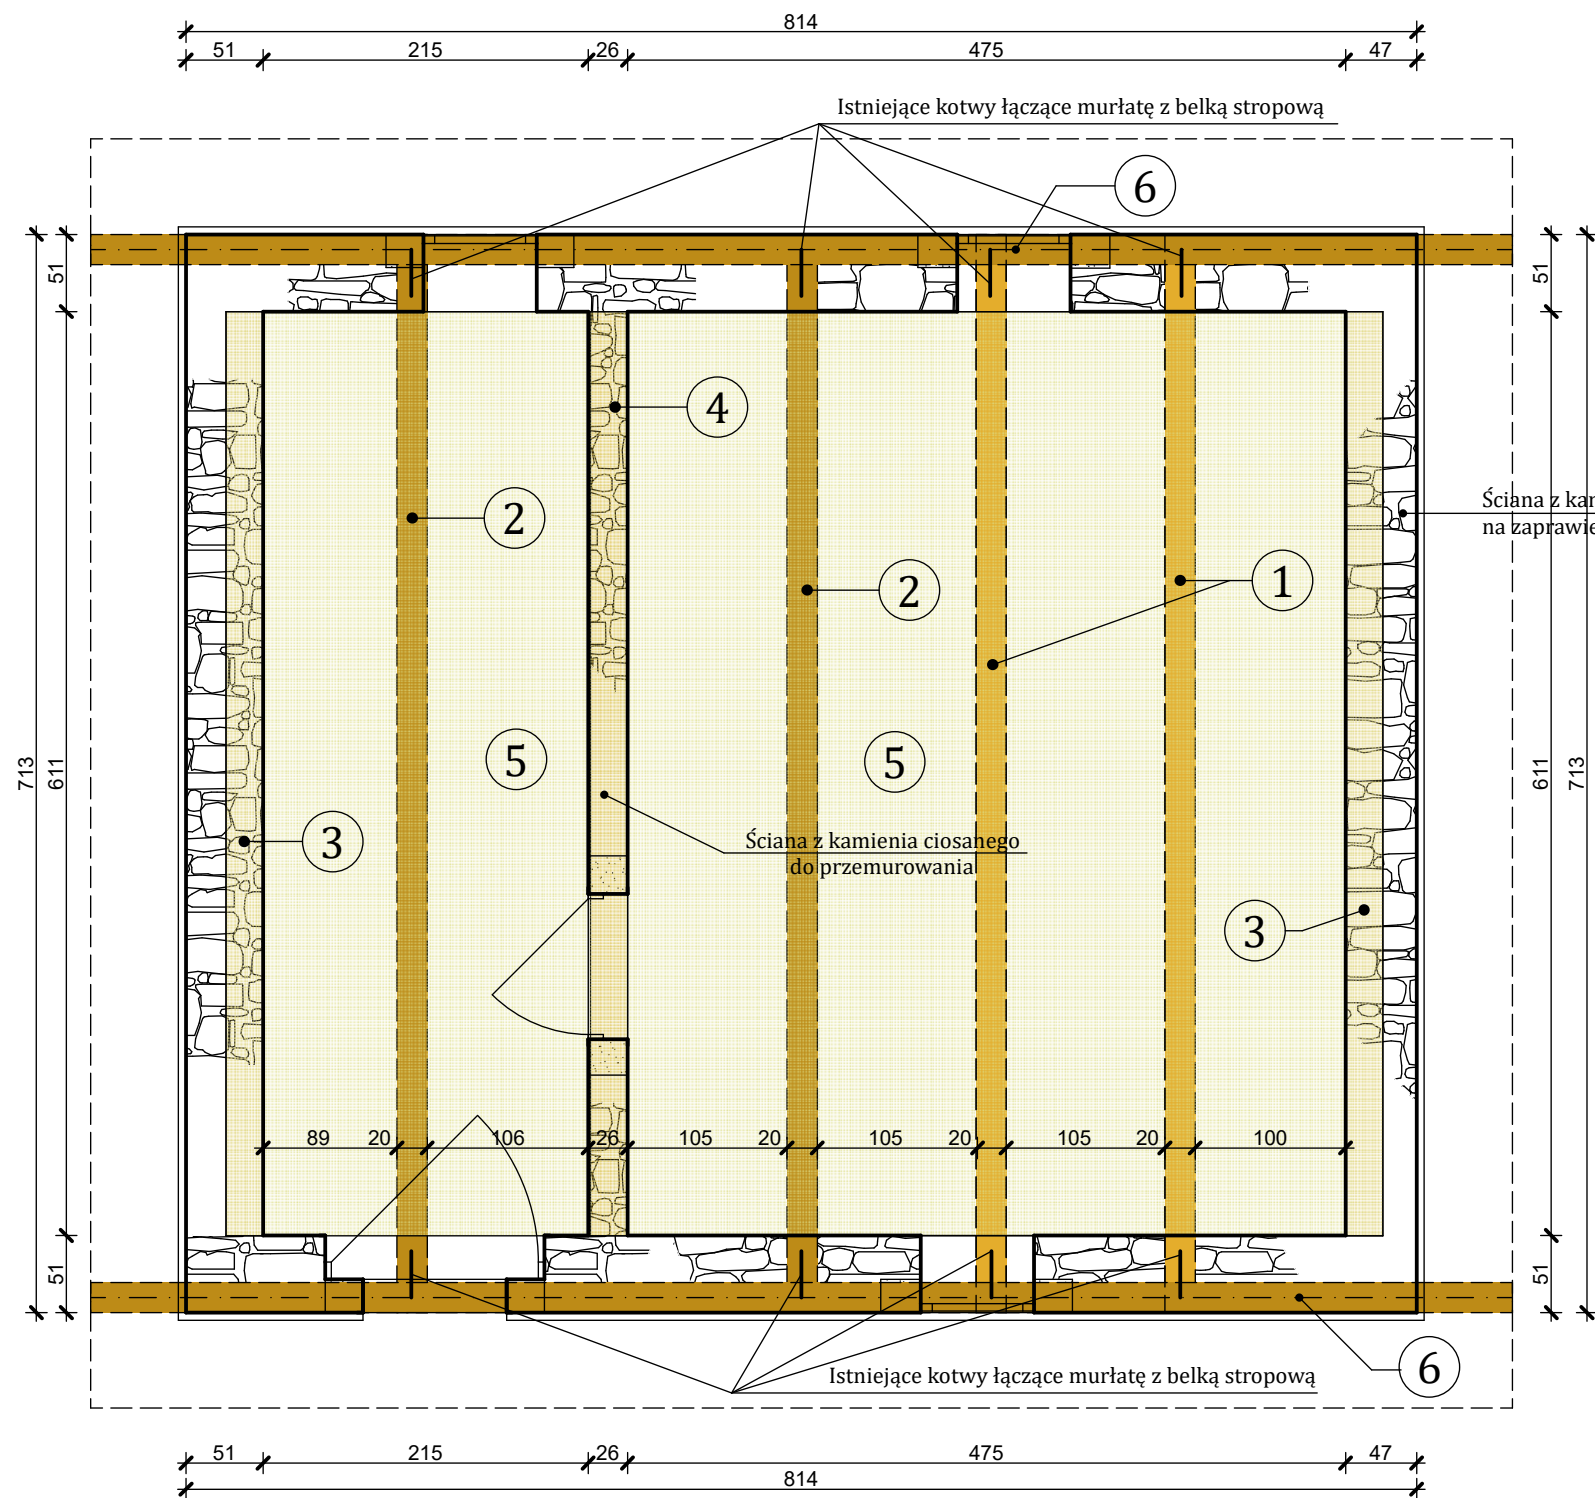 814
51 215 26 475 47
Istniejące kotwy łączące murłatę z belką stropową
6
51 51
4
2
Ściana z
na zaprawie
2 1
5 5
713 611 611 713
3
Ściana z kamienia ciosanego
do przemurowania
3
89 20 106 26 105 20 105 20 105 20 100
51 51
Istniejące kotwy łączące murłatę z belką stropową
6
51 215 26 475 47
814